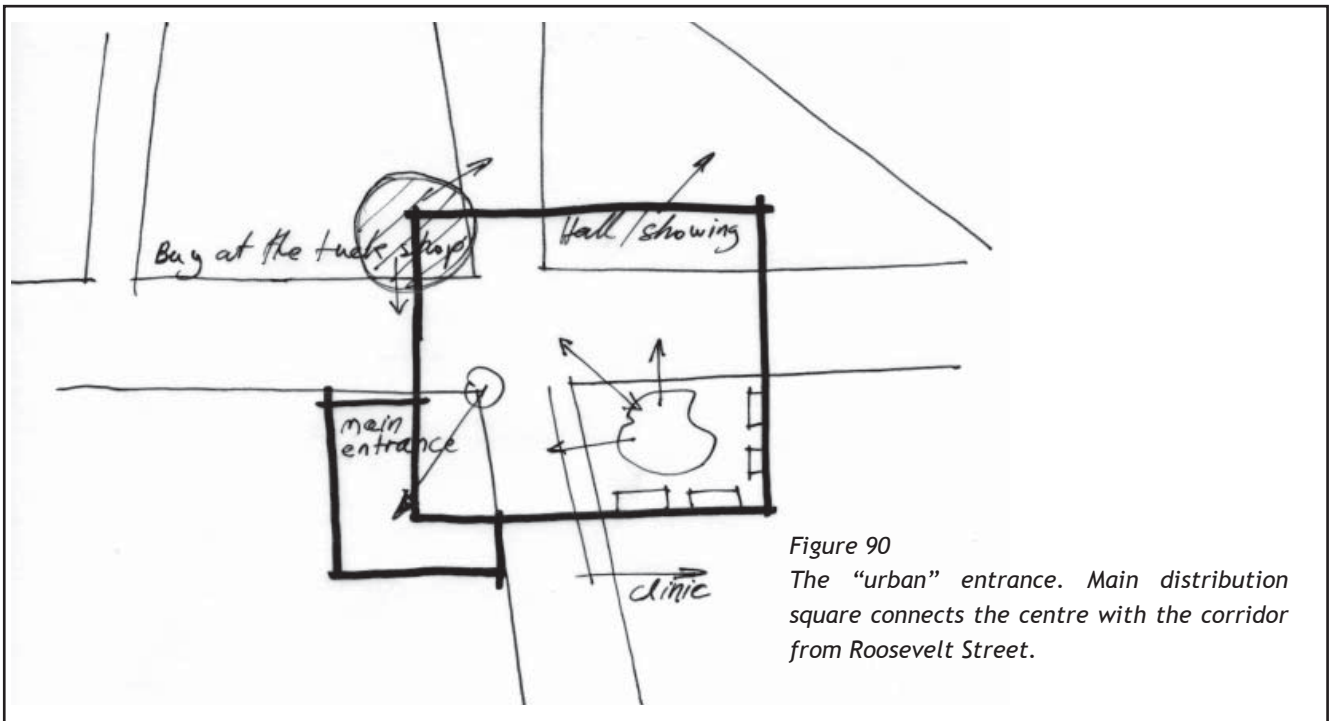 Buy at the tuck shop
Hall / showing
main
entrance
clinic
Figure 90
The “urban” entrance. Main distribution
square connects the centre with the corridor
from Roosevelt Street.